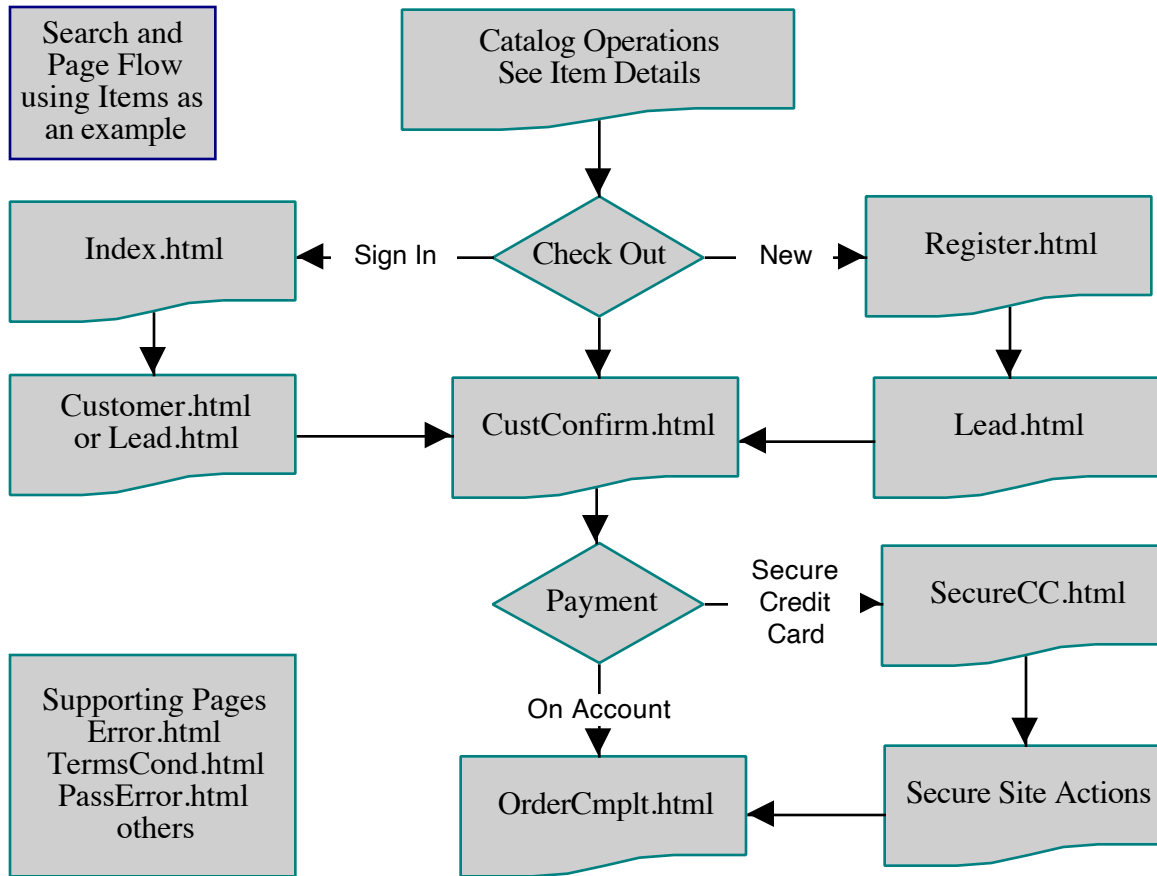 Search and
Page Flow
using Items as
an example
Catalog Operations
See Item Details
Index.html
Sign In
Check Out
New
Register.html
Customer.html
or Lead.html
CustConfirm.html
Lead.html
Payment
Secure
Credit
Card
SecureCC.html
Supporting Pages
Error.html
TermsCond.html
PassError.html
others
On Account
OrderCmplt.html
Secure Site Actions